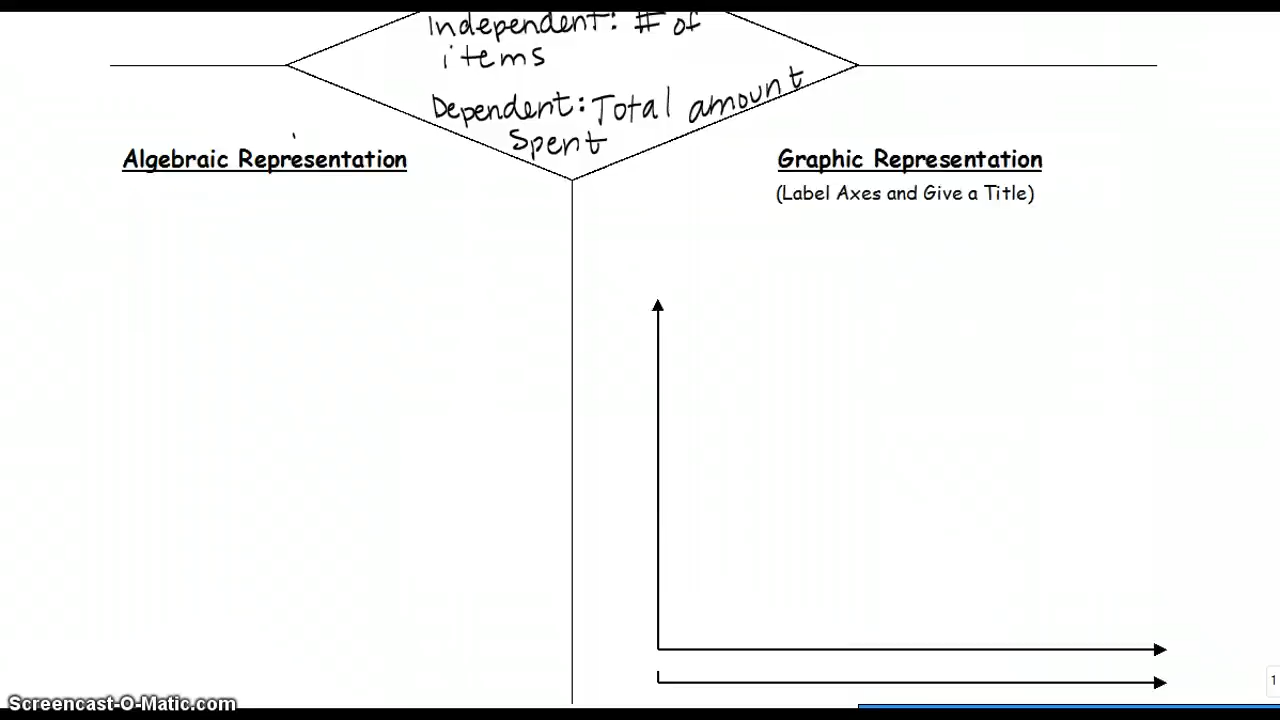 Independent: # of
items
Dependent: Total amount
Spent
Algebraic Representation
Graphic Representation
(Label Axes and Give a Title)
Screencast-O-Matic.com
1